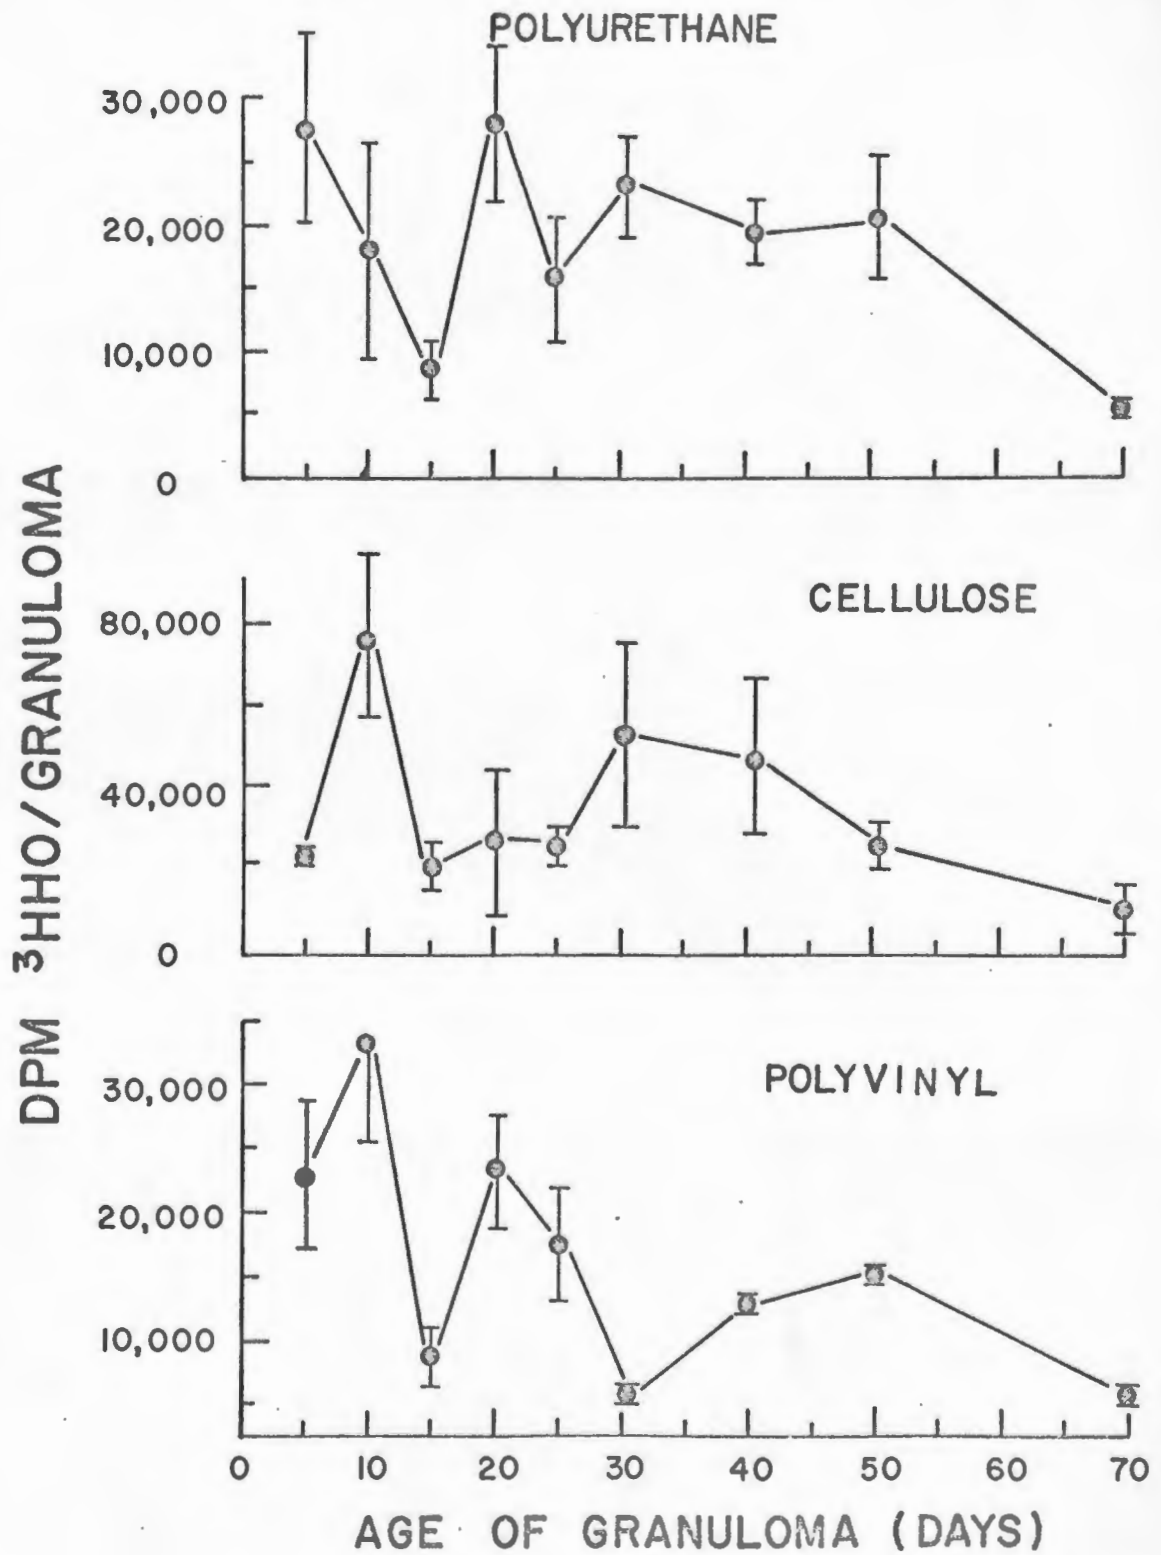 POLYURETHANE
30,000
20,000
10,000
0
CELLULOSE
80,000
40,000
0
POLYVINYL
30,000
20,000
10,000
0 10 20 30 40 50 60 70
AGE OF GRANULOMA (DAYS)
DPM ³HHO/GRANULOMA